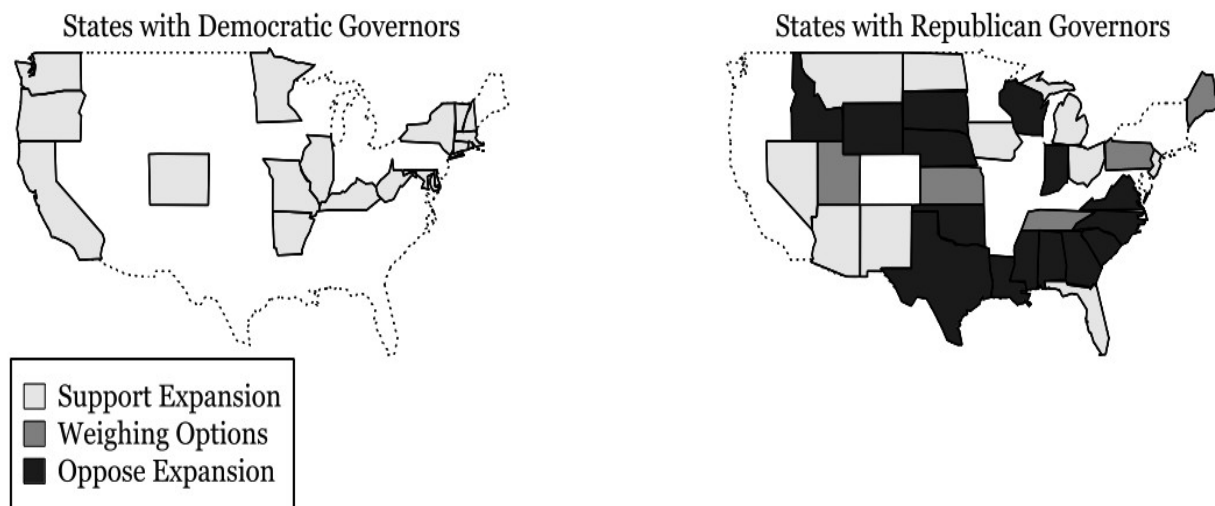 States with Democratic Governors
States with Republican Governors
Support Expansion
Weighing Options
Oppose Expansion